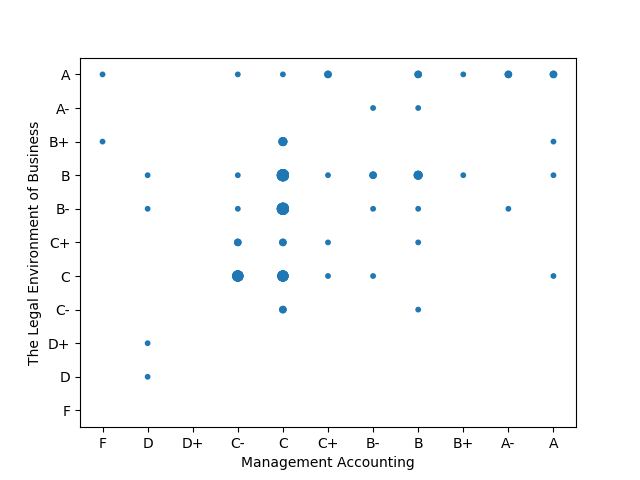 The Legal Environment of Business
A
A-
B+
B
B-
C+
C
C-
D+
D
F
F D D+ C- C C+ B- B B+ A- A
Management Accounting